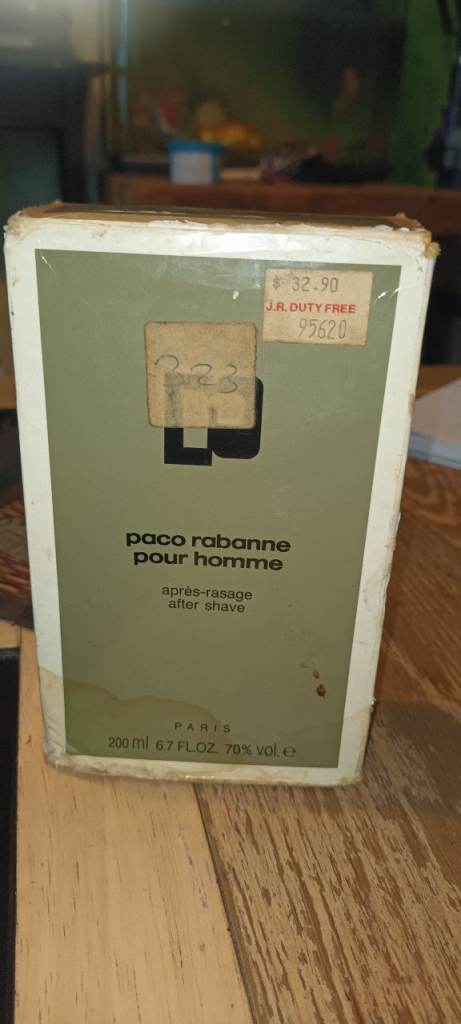 $ 32.90
J.R. DUTY FREE
95620
323
paco rabanne
pour homme
après-rasage
after shave
PARIS
200 ml 6.7 FL.OZ. 70% vol. e